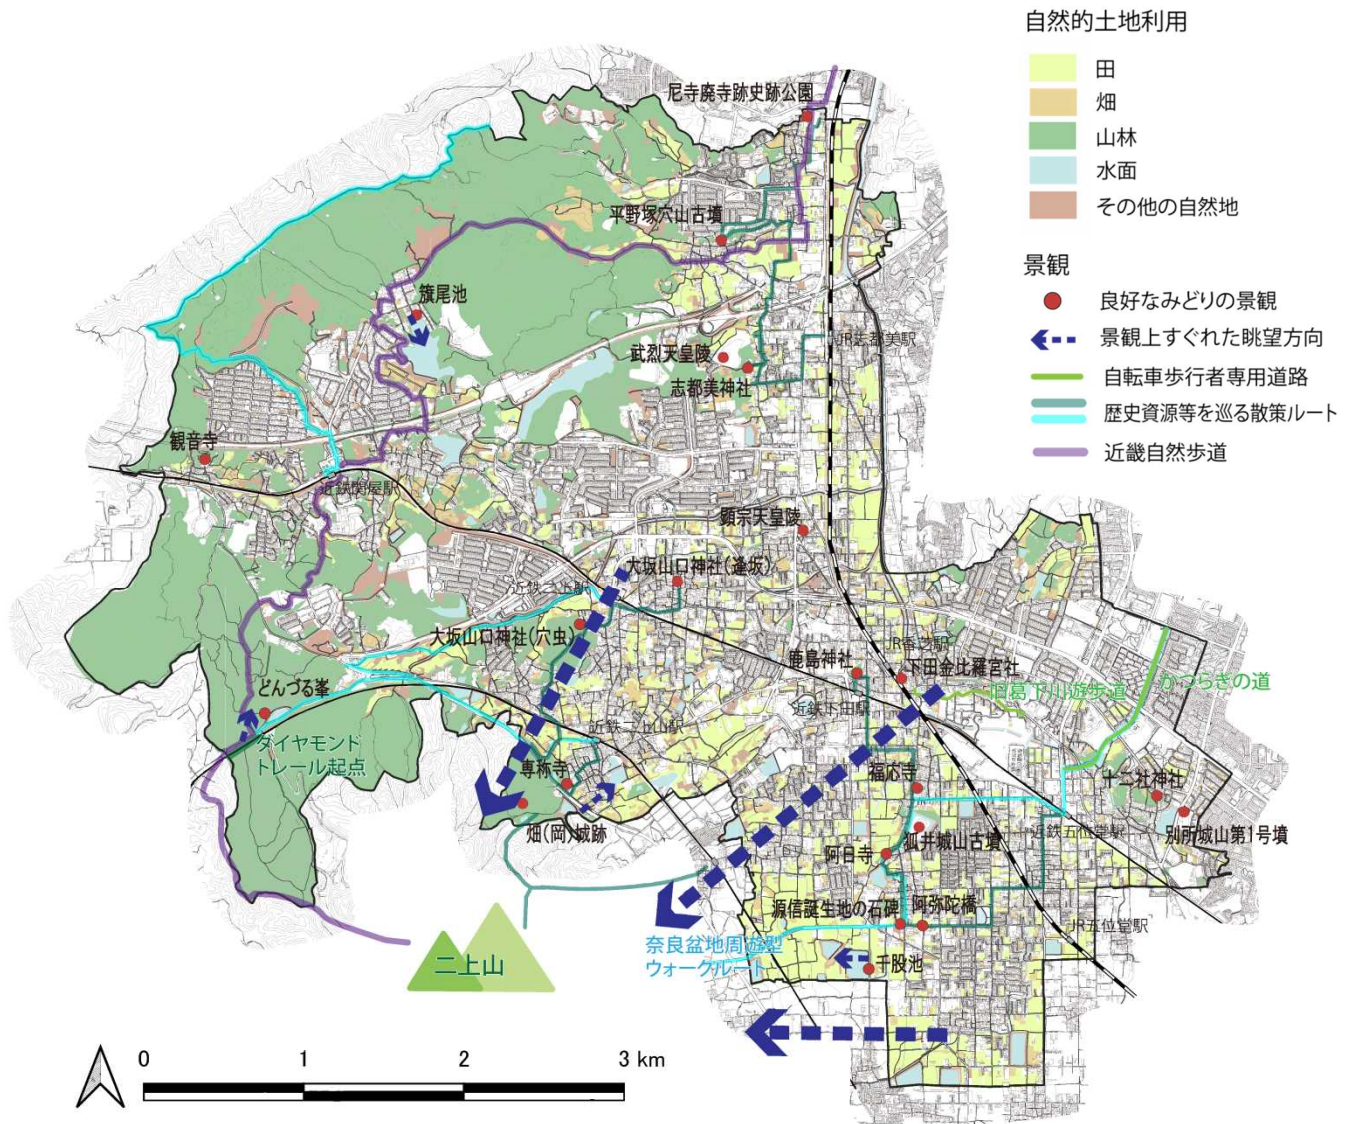 自然的土地利用
田
畑
山林
水面
その他の自然地
景観
良好なみどりの景観
景観上すぐれた眺望方向
自転車歩行者専用道路
歴史資源等を巡る散策ルート
近畿自然歩道
尼寺廃寺跡史跡公園
平野塚穴山古墳
旗尾池
武烈天皇陵
JR志都美駅
志都美神社
観音寺
近鉄関屋駅
顕宗天皇陵
大坂山口神社(逢坂)
近鉄二上駅
大坂山口神社(穴虫)
JR香芝駅
鹿島神社
下田金比羅宮社
旧葛下川遊歩道
かつらぎの道
近鉄下田駅
どんづる峯
近鉄二上山駅
ダイヤモンド
トレール起点
専称寺
福応寺
十二社神社
畑(岡)城跡
狐井城山古墳
近鉄五位堂駅
別所城山第1号墳
阿日寺
源信誕生地の石碑
阿弥陀橋
JR五位堂駅
奈良盆地周遊型
ウォークルート
千股池
二上山
0
1
2
3 km